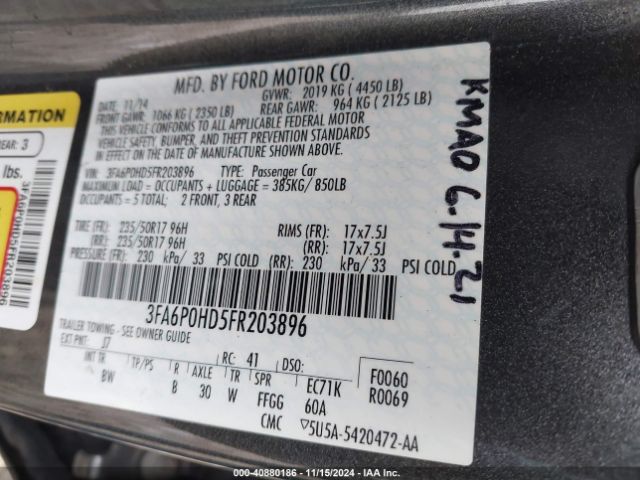 MFD. BY FORD MOTOR CO.
DATE: 11/14 GVWR: 2019 KG ( 4450 LB)
FRONT GAWR: 1066 KG ( 2350 LB) REAR GAWR: 964 KG ( 2125 LB)
THIS VEHICLE CONFORMS TO ALL APPLICABLE FEDERAL MOTOR
VEHICLE SAFETY, BUMPER, AND THEFT PREVENTION STANDARDS
IN EFFECT ON THE DATE OF MANUFACTURE SHOWN ABOVE.
VIN: 3FA6P0HD5FR203896 TYPE: Passenger Car
MAXIMUM LOAD = OCCUPANTS + LUGGAGE = 385KG/ 850LB
OCCUPANTS = 5 TOTAL: 2 FRONT, 3 REAR
TIRE (FR): 235/50R17 96H RIMS (FR): 17x7.5J
(RR): 235/50R17 96H (RR): 17x7.5J
PRESSURE (FR): 230 kPa/ 33 PSI COLD (RR): 230 kPa/ 33 PSI COLD
3FA6P0HD5FR203896
TRAILER TOWING - SEE OWNER GUIDE
EXT PNT: J7 RC: 41 DSO:
INT TR TP/PS R AXLE TR SPR EC71K F0060
BW B 30 W FFGG 60A R0069
CMC ▽5U5A-5420472-AA
KMAO 6.14.21
FORMATION
REAR: 3
lbs.
3FA6P0HD5FR203896
000-40880186 - 11/15/2024 - IAAI.COM